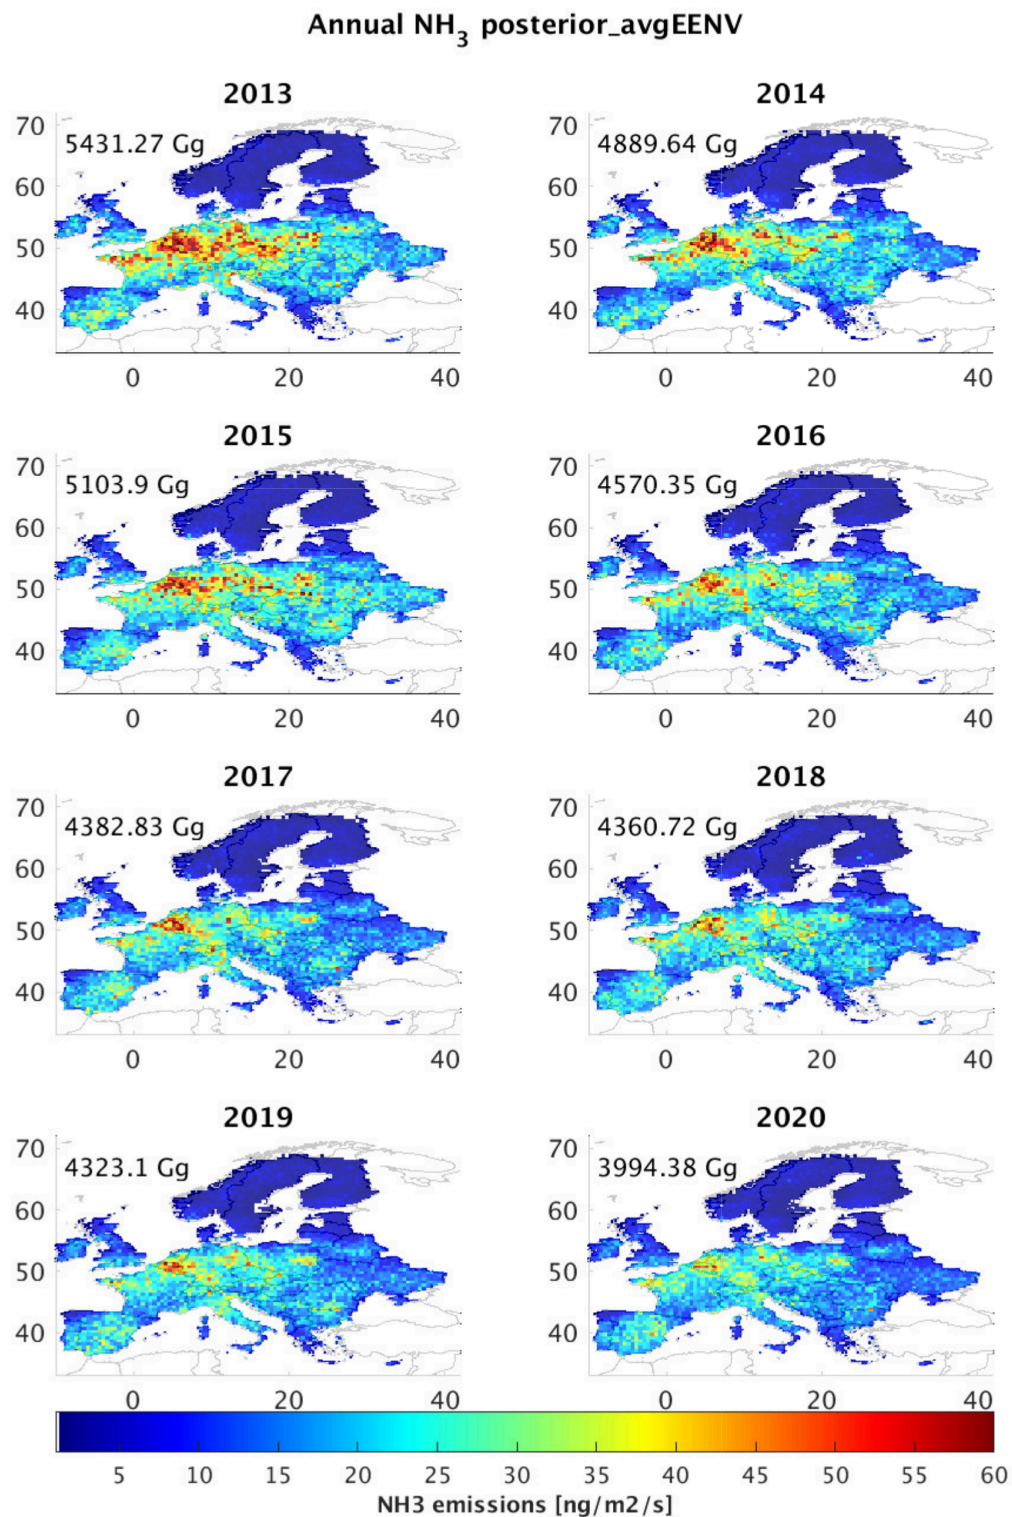 Annual NH3 posterior_avgEENV
2013 2014
70 5431.27 Gg 70 4889.64 Gg
60 60
50 50
40 40
0 20 40 0 20 40
2015 2016
70 5103.9 Gg 70 4570.35 Gg
60 60
50 50
40 40
0 20 40 0 20 40
2017 2018
70 4382.83 Gg 70 4360.72 Gg
60 60
50 50
40 40
0 20 40 0 20 40
2019 2020
70 4323.1 Gg 70 3994.38 Gg
60 60
50 50
40 40
0 20 40 0 20 40
5 10 15 20 25 30 35 40 45 50 55 60
NH3 emissions [ng/m2/s]